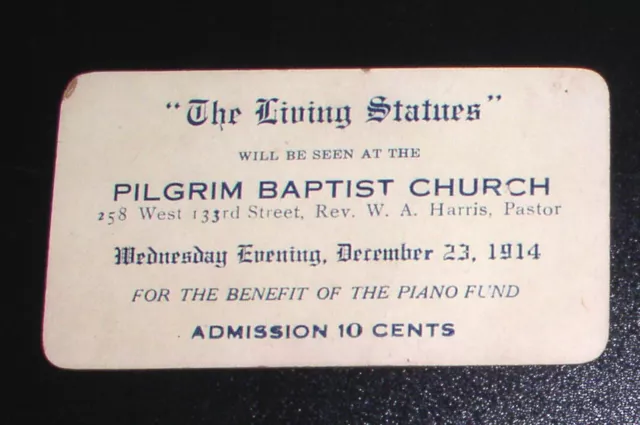 "The Living Statues"
WILL BE SEEN AT THE
PILGRIM BAPTIST CHURCH
258 West 133rd Street, Rev. W. A. Harris, Pastor
Wednesday Evening, December 23, 1914
FOR THE BENEFIT OF THE PIANO FUND
ADMISSION 10 CENTS